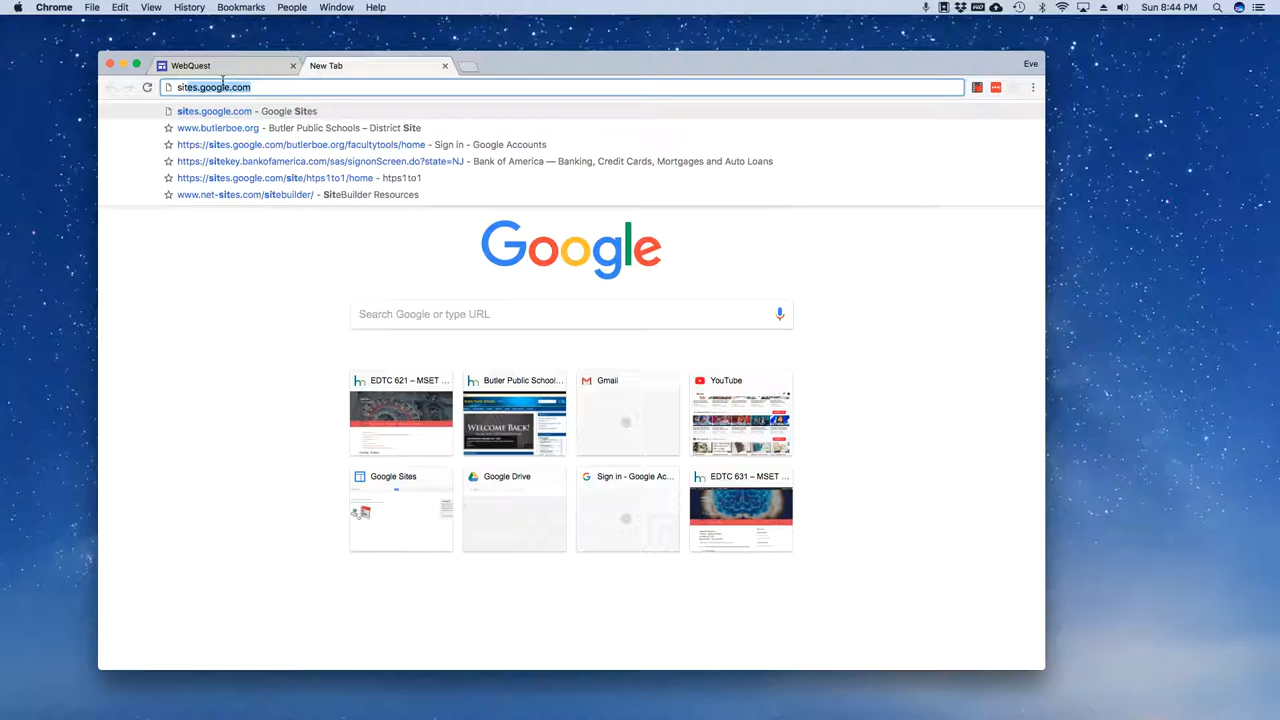 Chrome File Edit View History Bookmarks People Window Help Sun 8:44 PM
WebQuest New Tab Eve
sites.google.com
sites.google.com - Google Sites
www.butlerboe.org - Butler Public Schools – District Site
https://sites.google.com/butlerboe.org/facultytools/home - Sign in - Google Accounts
https://sitekey.bankofamerica.com/sas/signonScreen.do?state=NJ - Bank of America — Banking, Credit Cards, Mortgages and Auto Loans
https://sites.google.com/site/htps1to1/home - htps1to1
www.net-sites.com/sitebuilder/ - SiteBuilder Resources
Google
Search Google or type URL
EDTC 621 – MSET ... Butler Public School... Gmail YouTube
WELCOME BACK!
Google Sites Google Drive Sign in - Google Ac... EDTC 631 – MSET ...